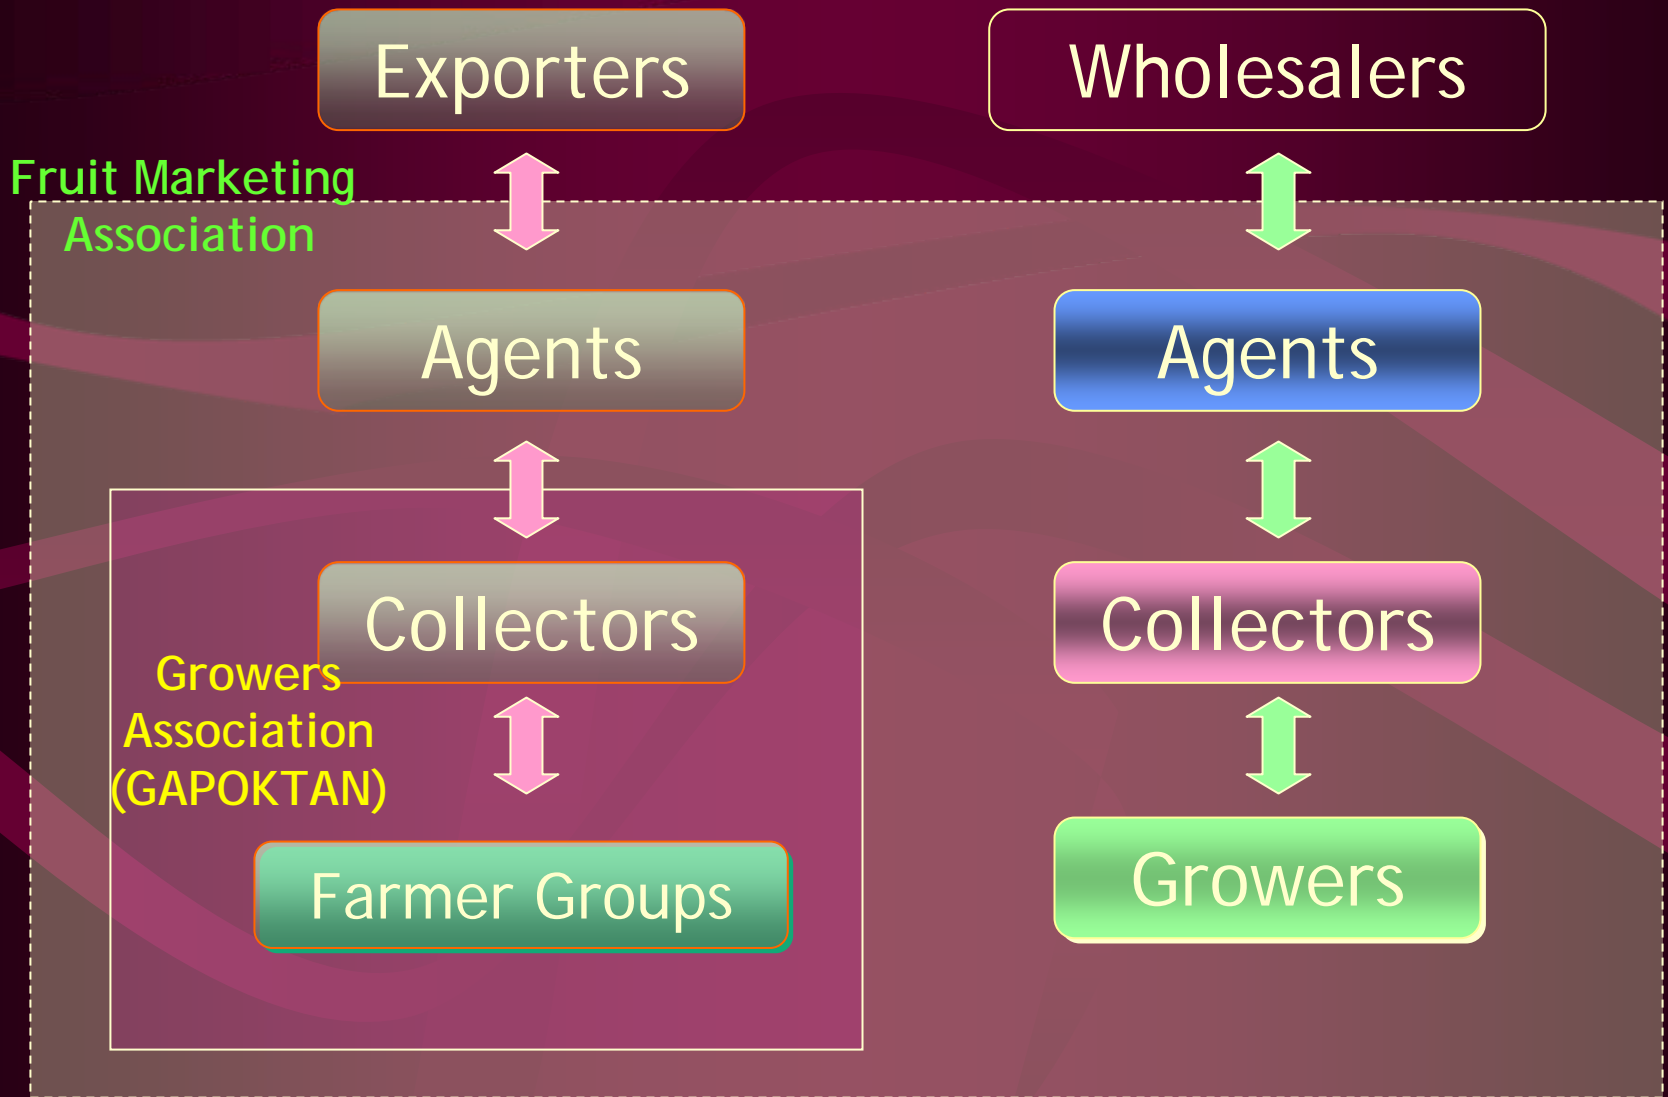 Exporters
Wholesalers
Fruit Marketing
Association
Agents
Agents
Collectors
Collectors
Growers
Association
(GAPOKTAN)
Farmer Groups
Growers